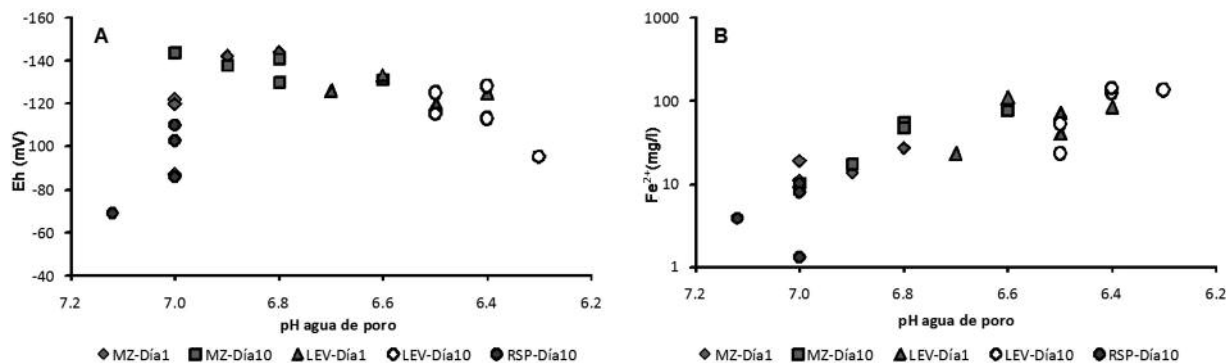 A
-160
-140
-120
-100
-80
-60
-40
Eh (mV)
7.2 7.0 6.8 6.6 6.4 6.2
pH agua de poro
MZ-Día1 MZ-Día10 LEV-Día1 LEV-Día10 RSP-Día10
B
1000
100
10
1
Fe²⁺(mg/l)
7.2 7.0 6.8 6.6 6.4 6.2
pH agua de poro
MZ-Día1 MZ-Día10 LEV-Día1 LEV-Día10 RSP-Día10